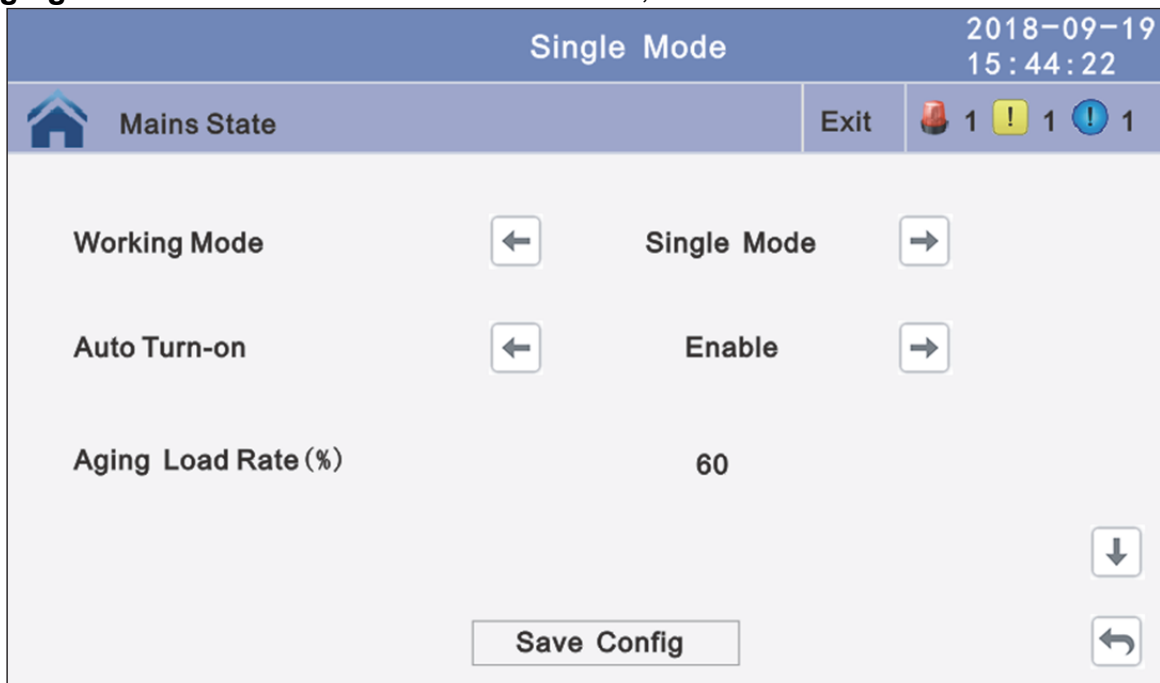 Single Mode
2018-09-19
15:44:22
Mains State
Exit
1 ! 1 ! 1
Working Mode
Single Mode
Auto Turn-on
Enable
Aging Load Rate(%)
60
Save Config